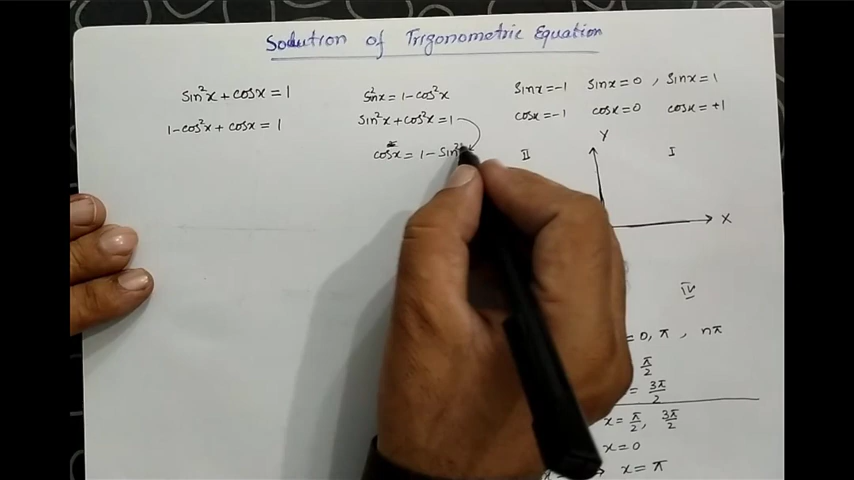 Solution of Trigonometric Equation
sin²x + cosx = 1
1 - cos²x + cosx = 1
sin²x = 1 - cos²x
sin²x + cos²x = 1
cos²x = 1 - sin²
sinx = -1 sinx = 0 , sinx = 1
cosx = -1 cosx = 0 cosx = +1
Y
II I
X
IV
= 0, π , nπ
π/2
= 3π/2
x = π/2, 3π/2
x = 0
→ x = π